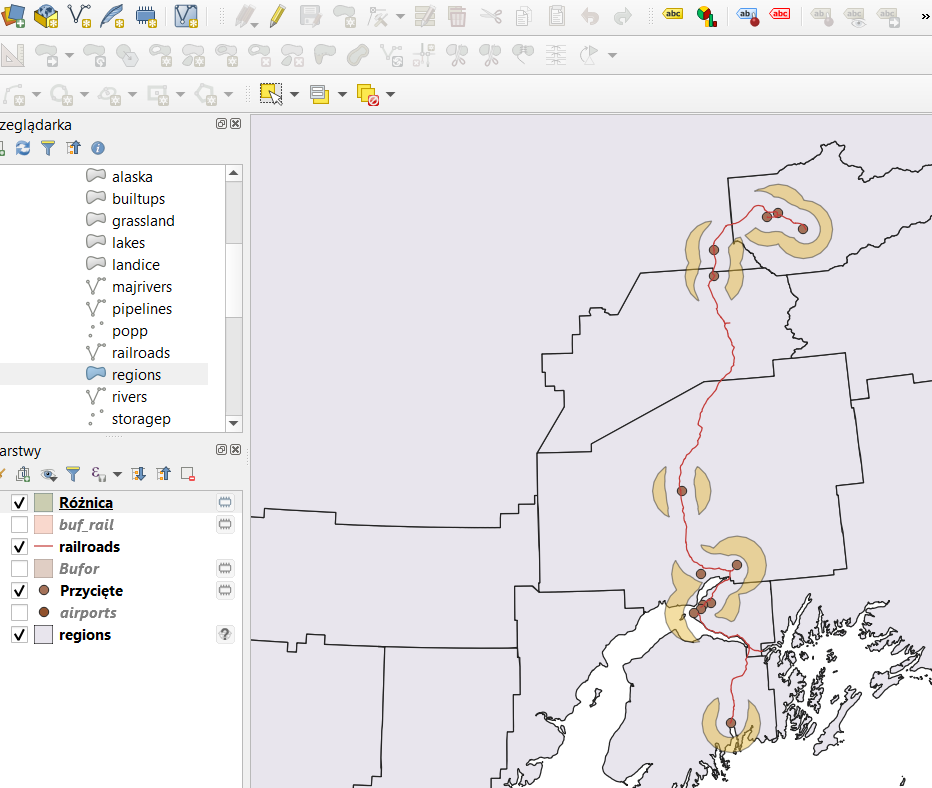 abc
abc
abc
ab
abc
abc
»
zeglądarka
alaska
builtups
grassland
lakes
landice
majrivers
pipelines
popp
railroads
regions
rivers
storagep
arstwy
Różnica
buf_rail
railroads
Bufor
Przycięte
airports
regions
?